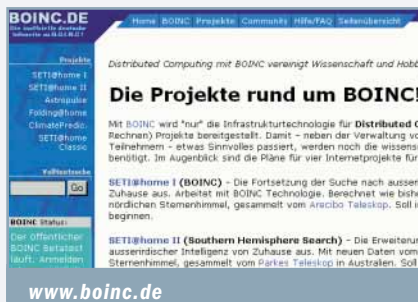 BOINC.DE
Home BOINC Projekte Community Hilfe/FAQ Seitenübersicht
Projekte
SETI@home I
SETI@home II
Astropulse
Folding@home
ClimatePredic.
SETI@home
Classic
Volltextsuche
Go
BOINC Status:
Der öffentlicher
BOINC Betatest
läuft. Anmelden
Distributed Computing mit BOINC vereinigt Wissenschaft und Hobb
Die Projekte rund um BOINC!
Mit BOINC wird "nur" die Infrastrukturtechnologie für Distributed C
Rechnen) Projekte bereitgestellt. Damit - neben der Verwaltung vo
Teilnehmern - etwas Sinnvolles passiert, werden noch die wissens
benötigt. Im Augenblick sind die Pläne für vier Internetprojekte für
SETI@home I (BOINC) - Die Fortsetzung der Suche nach ausser
Zuhause aus. Arbeitet mit BOINC Technologie. Berechnet wie bish
nördlichen Sternenhimmel, gesammelt vom Arecibo Teleskop. Soll i
beginnen.
SETI@home II (Southern Hemisphere Search) - Die Erweiterun
ausserirdischer Intelligenz von Zuhause aus. Mit neuen Daten vom
Sternenhimmel, gesammelt vom Parkes Teleskop in Australien. Soll
www.boinc.de